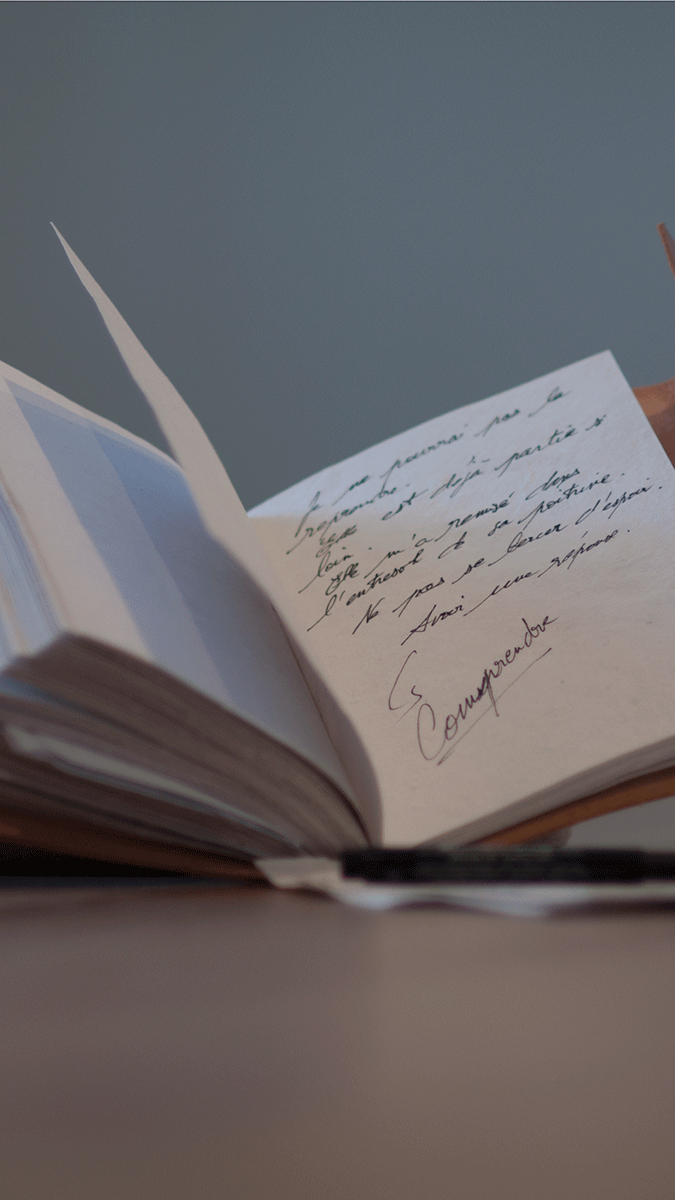 Je ne pourrai pas la
reprendre.
Elle est déjà partie si
loin.
Elle m'a remisé dans
l'entresol de sa poitrine.
Ne pas se bercer d'espoir.
Avoir une réponse.
Comprendre